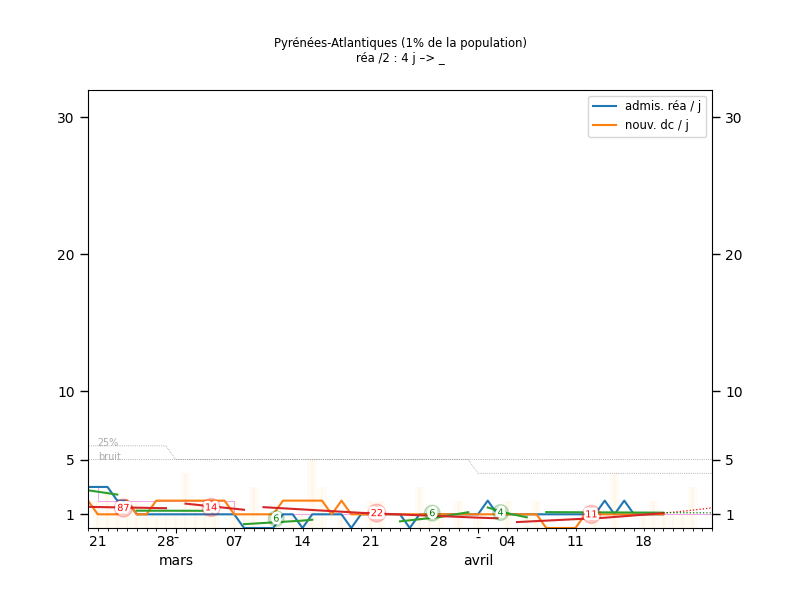 Pyrénées-Atlantiques (1% de la population)
réa /2 : 4 j –> _
admis. réa / j
nouv. dc / j
30 30
20 20
10 10
25%
bruit
5 5
87 14 6 22 6 4 11
1 1
21 28 07 14 21 28 04 11 18
mars avril